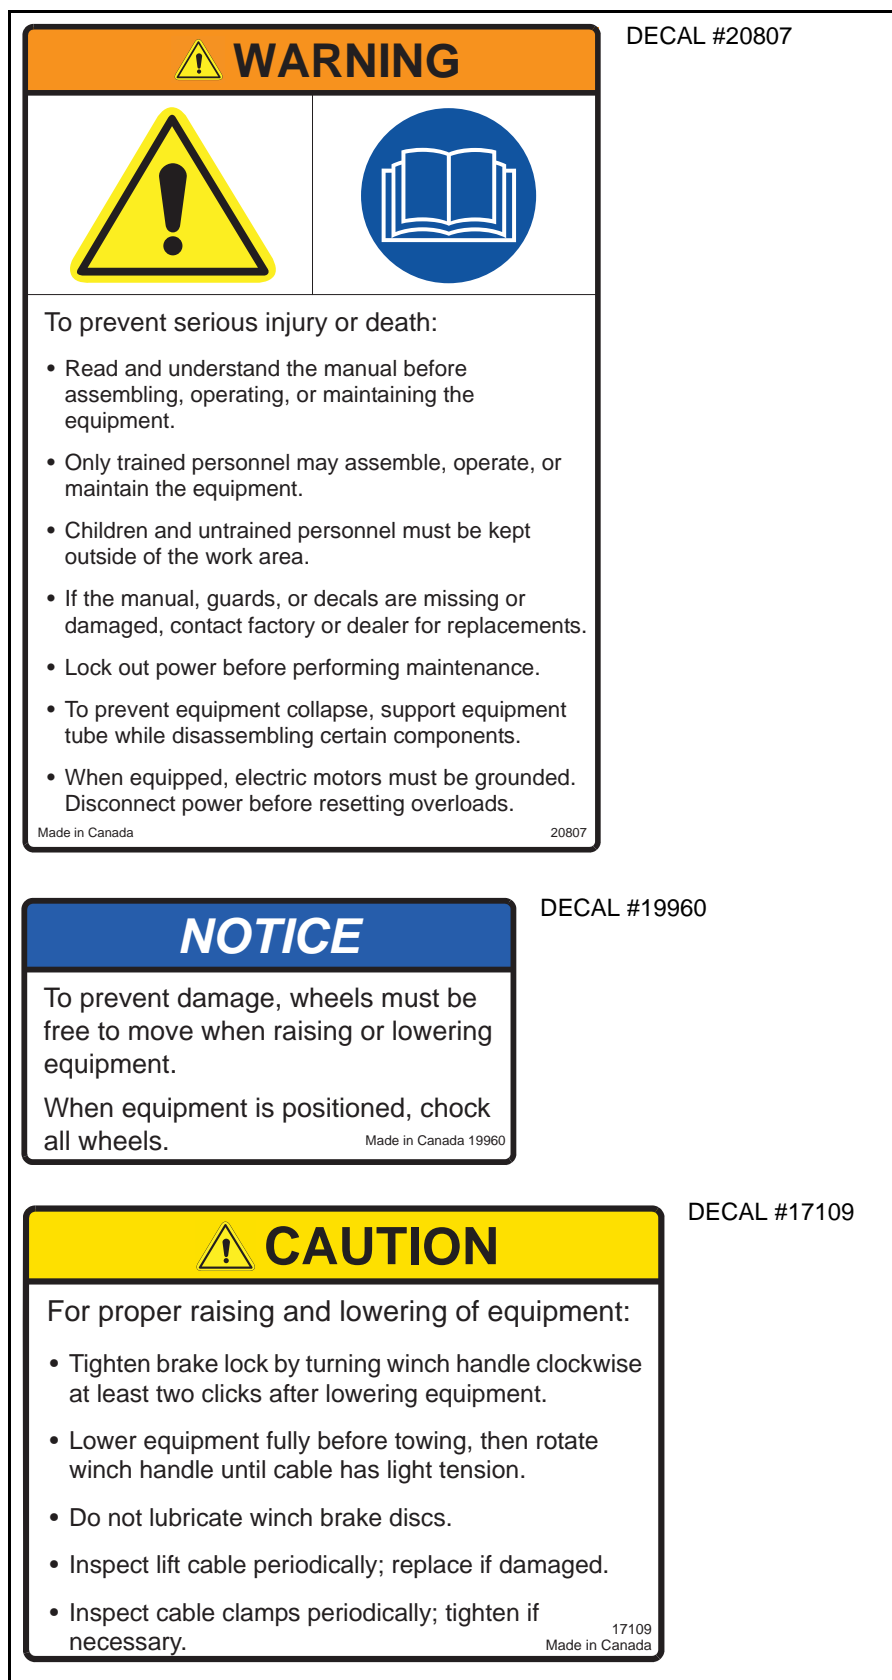 DECAL #20807
WARNING
To prevent serious injury or death:
• Read and understand the manual before
assembling, operating, or maintaining the
equipment.
• Only trained personnel may assemble, operate, or
maintain the equipment.
• Children and untrained personnel must be kept
outside of the work area.
• If the manual, guards, or decals are missing or
damaged, contact factory or dealer for replacements.
• Lock out power before performing maintenance.
• To prevent equipment collapse, support equipment
tube while disassembling certain components.
• When equipped, electric motors must be grounded.
Disconnect power before resetting overloads.
Made in Canada 20807
DECAL #19960
NOTICE
To prevent damage, wheels must be
free to move when raising or lowering
equipment.
When equipment is positioned, chock
all wheels. Made in Canada 19960
DECAL #17109
CAUTION
For proper raising and lowering of equipment:
• Tighten brake lock by turning winch handle clockwise
at least two clicks after lowering equipment.
• Lower equipment fully before towing, then rotate
winch handle until cable has light tension.
• Do not lubricate winch brake discs.
• Inspect lift cable periodically; replace if damaged.
• Inspect cable clamps periodically; tighten if
necessary.
17109
Made in Canada